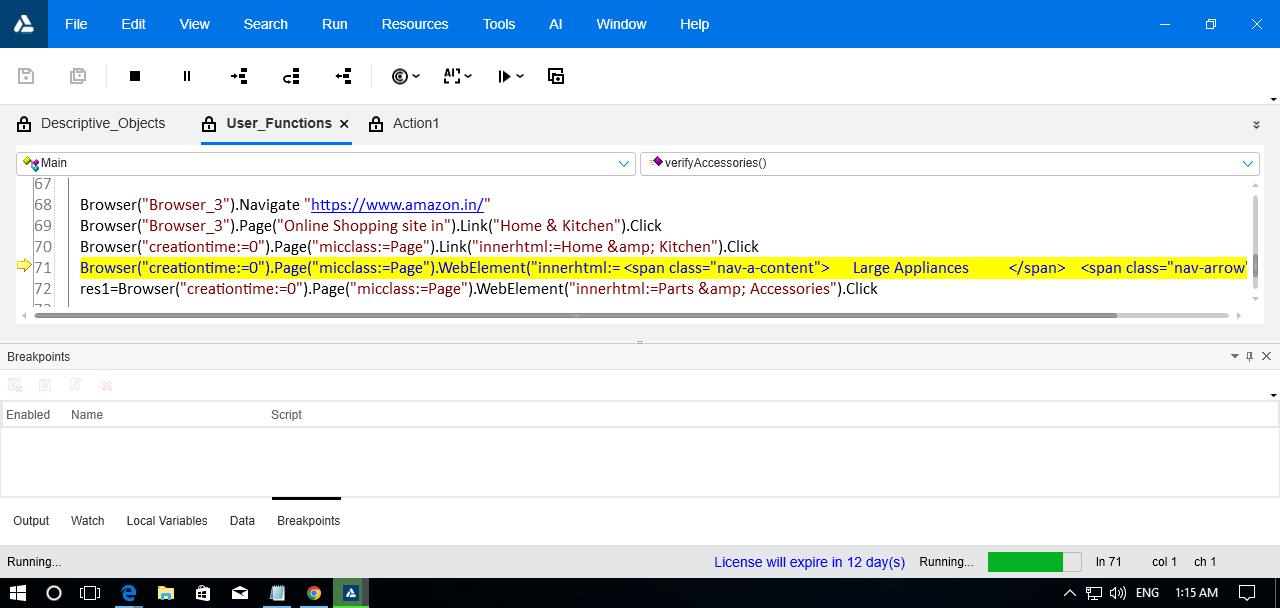 File Edit View Search Run Resources Tools AI Window Help
Descriptive_Objects User_Functions Action1
Main verifyAccessories()
67
68 Browser("Browser_3").Navigate "https://www.amazon.in/"
69 Browser("Browser_3").Page("Online Shopping site in").Link("Home & Kitchen").Click
70 Browser("creationtime:=0").Page("micclass:=Page").Link("innerhtml:=Home &amp; Kitchen").Click
71 Browser("creationtime:=0").Page("micclass:=Page").WebElement("innerhtml:= <span class="nav-a-content"> Large Appliances </span> <span class="nav-arrow
72 res1=Browser("creationtime:=0").Page("micclass:=Page").WebElement("innerhtml:=Parts &amp; Accessories").Click
Breakpoints
Enabled Name Script
Output Watch Local Variables Data Breakpoints
Running... License will expire in 12 day(s) Running... ln 71 col 1 ch 1
ENG 1:15 AM